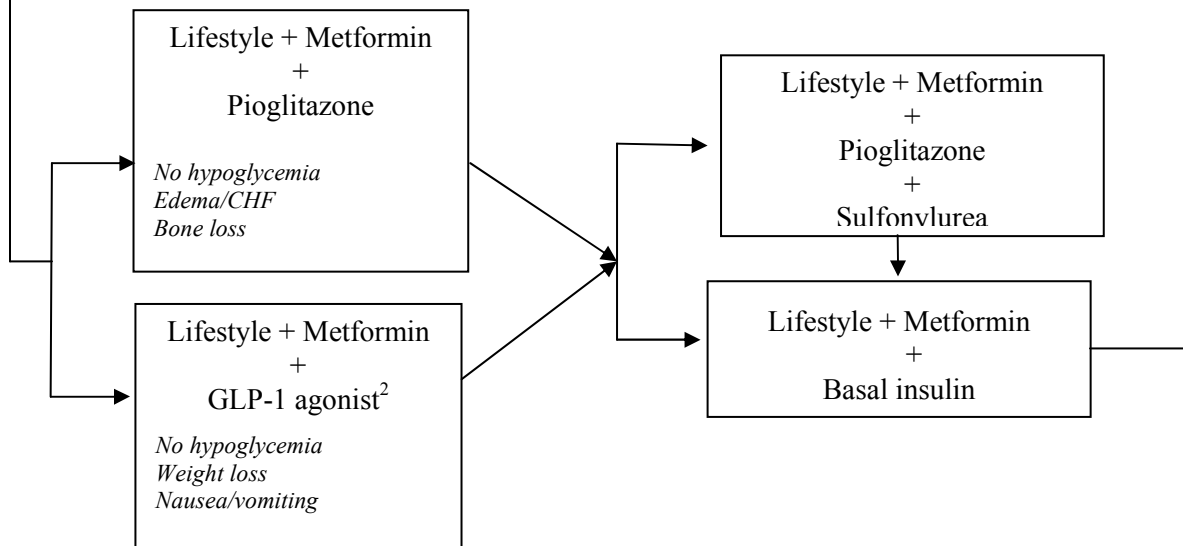 Lifestyle + Metformin
+
Pioglitazone
No hypoglycemia
Edema/CHF
Bone loss
Lifestyle + Metformin
+
GLP-1 agonist²
No hypoglycemia
Weight loss
Nausea/vomiting
Lifestyle + Metformin
+
Pioglitazone
+
Sulfonylurea
Lifestyle + Metformin
+
Basal insulin